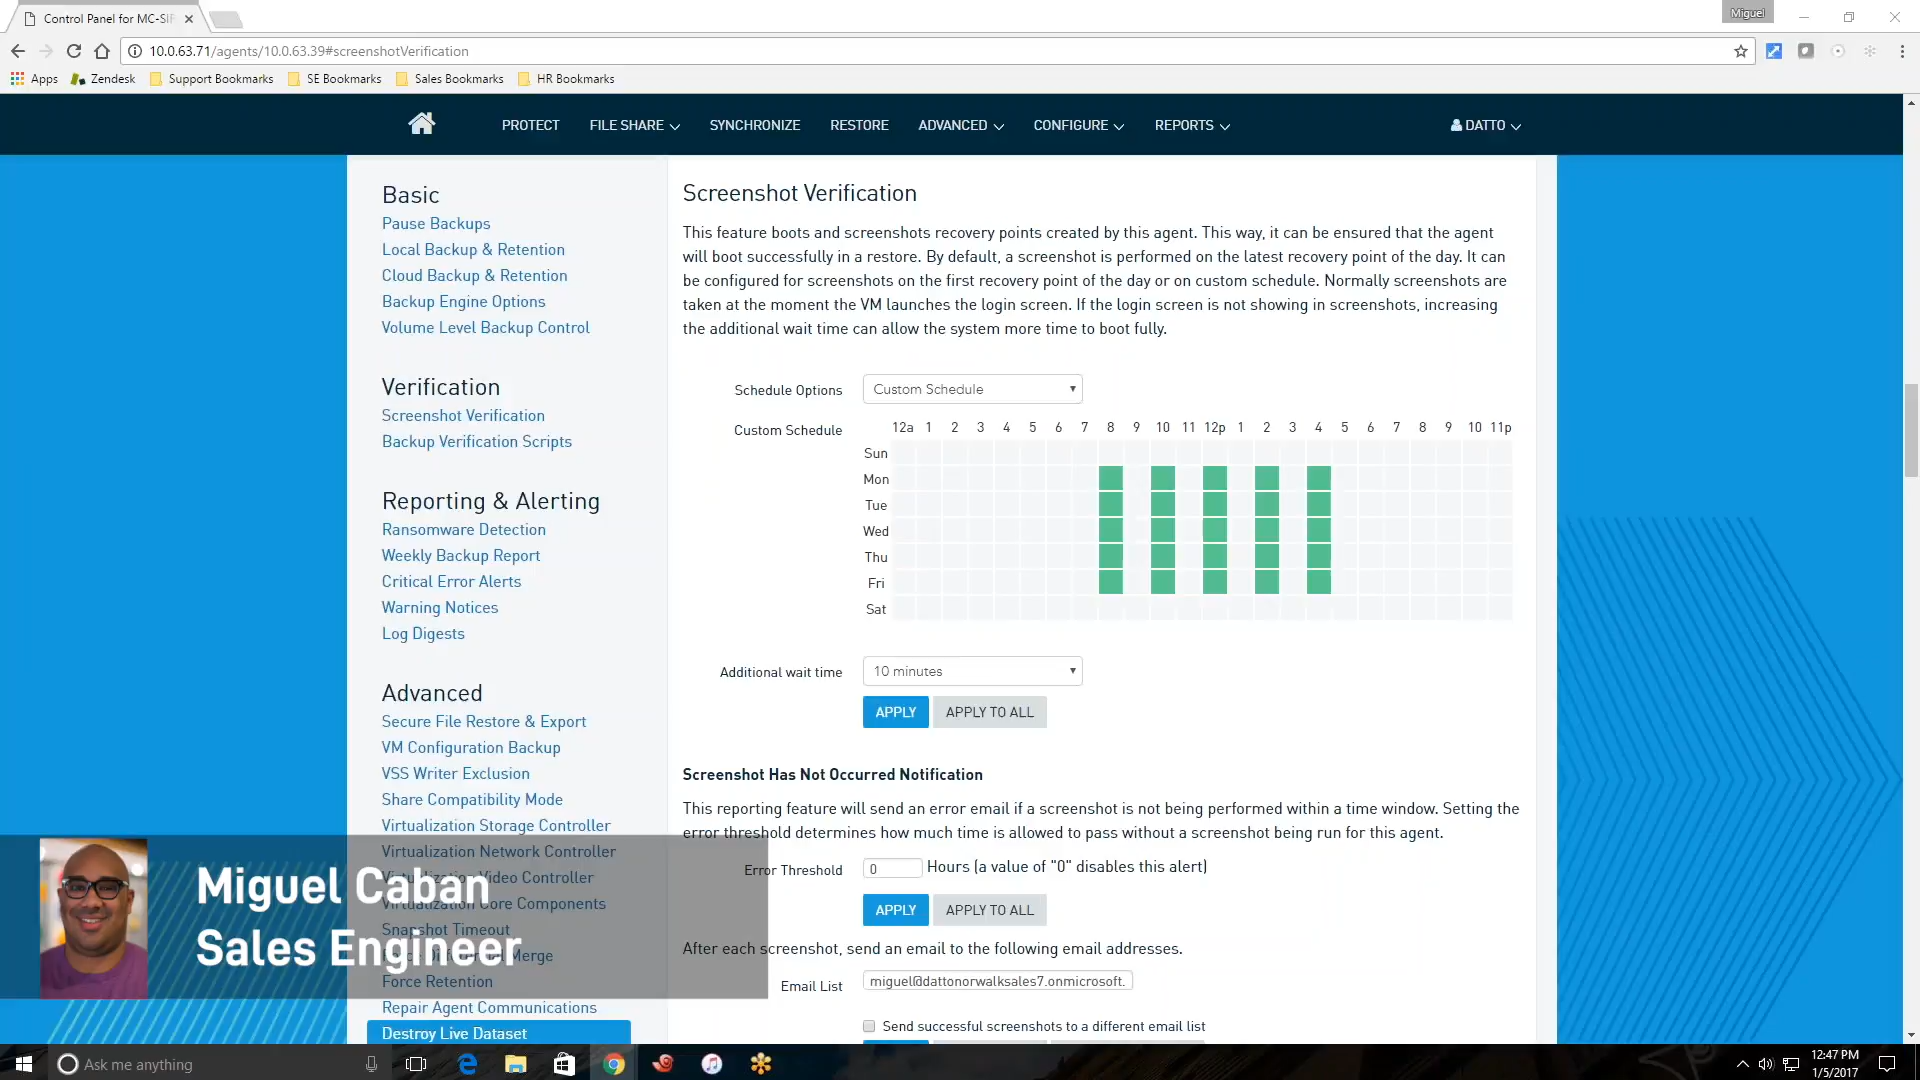 Control Panel for MC-SI
Miguel
10.0.63.71/agents/10.0.63.39#screenshotVerification
Apps Zendesk Support Bookmarks SE Bookmarks Sales Bookmarks HR Bookmarks
PROTECT FILE SHARE SYNCHRONIZE RESTORE ADVANCED CONFIGURE REPORTS DATTO
Basic
Pause Backups
Local Backup & Retention
Cloud Backup & Retention
Backup Engine Options
Volume Level Backup Control
Verification
Screenshot Verification
Backup Verification Scripts
Reporting & Alerting
Ransomware Detection
Weekly Backup Report
Critical Error Alerts
Warning Notices
Log Digests
Advanced
Secure File Restore & Export
VM Configuration Backup
VSS Writer Exclusion
Share Compatibility Mode
Virtualization Storage Controller
Virtualization Network Controller
Virtualization Video Controller
Virtualization Core Components
Snapshot Timeout
Merge
Force Retention
Repair Agent Communications
Destroy Live Dataset
Screenshot Verification
This feature boots and screenshots recovery points created by this agent. This way, it can be ensured that the agent
will boot successfully in a restore. By default, a screenshot is performed on the latest recovery point of the day. It can
be configured for screenshots on the first recovery point of the day or on custom schedule. Normally screenshots are
taken at the moment the VM launches the login screen. If the login screen is not showing in screenshots, increasing
the additional wait time can allow the system more time to boot fully.
Schedule Options Custom Schedule
Custom Schedule 12a 1 2 3 4 5 6 7 8 9 10 11 12p 1 2 3 4 5 6 7 8 9 10 11p
Sun
Mon
Tue
Wed
Thu
Fri
Sat
Additional wait time 10 minutes
APPLY APPLY TO ALL
Screenshot Has Not Occurred Notification
This reporting feature will send an error email if a screenshot is not being performed within a time window. Setting the
error threshold determines how much time is allowed to pass without a screenshot being run for this agent.
Error Threshold 0 Hours (a value of "0" disables this alert)
APPLY APPLY TO ALL
After each screenshot, send an email to the following email addresses.
Email List miguel@dattonorwalksales7.onmicrosoft.
Send successful screenshots to a different email list
Miguel Caban
Sales Engineer
Ask me anything
12:47 PM
1/5/2017